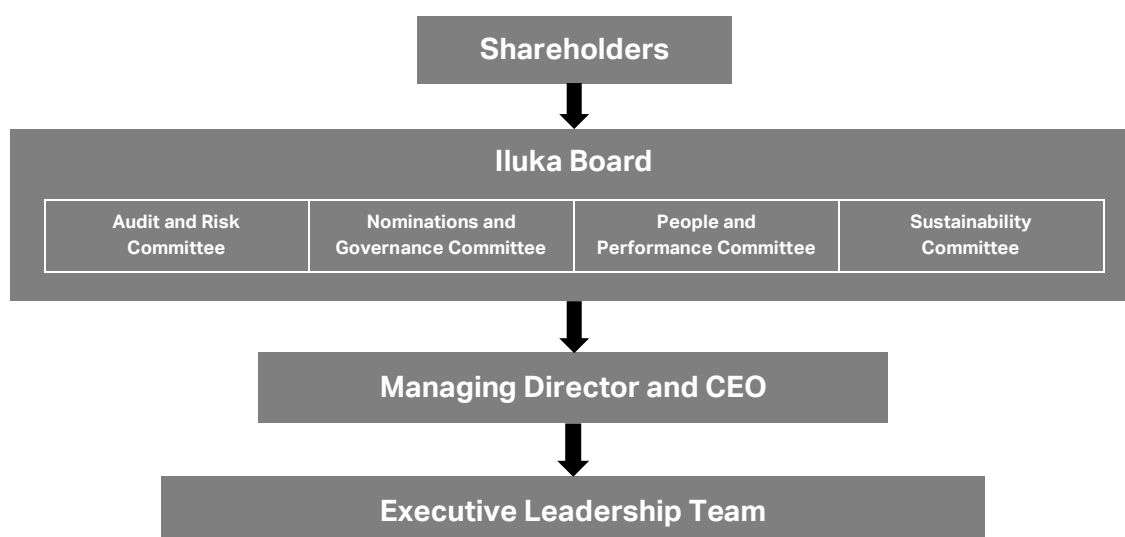 Shareholders
Iluka Board
Audit and Risk
Committee
Nominations and
Governance Committee
People and
Performance Committee
Sustainability
Committee
Managing Director and CEO
Executive Leadership Team